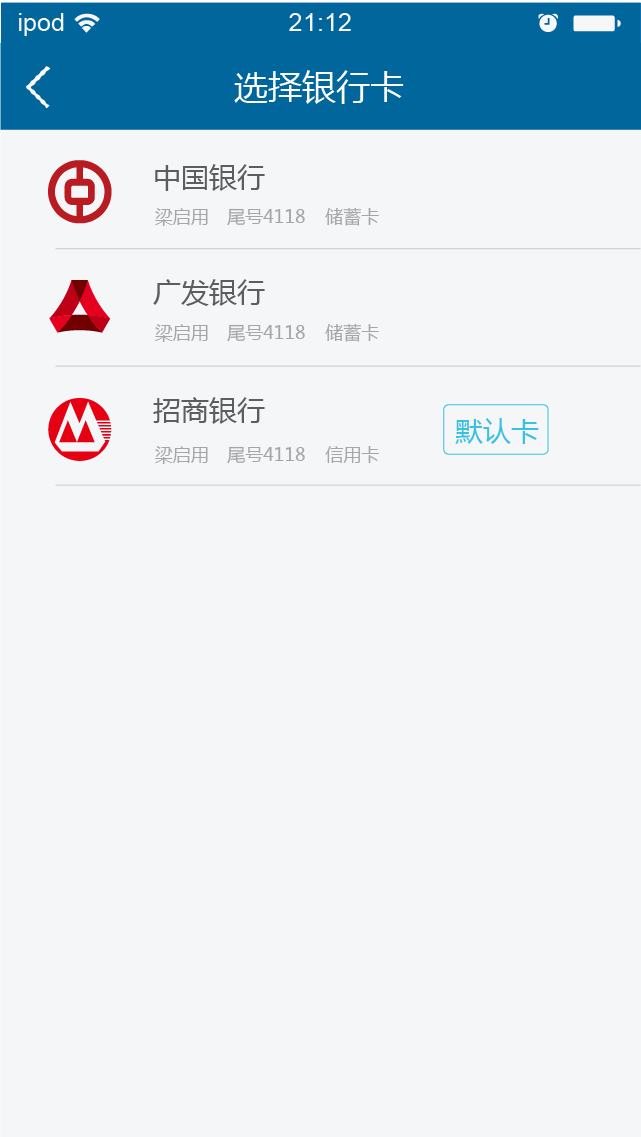 ipod 21:12
选择银行卡
中国银行
梁启用 尾号4118 储蓄卡
广发银行
梁启用 尾号4118 储蓄卡
招商银行
默认卡
梁启用 尾号4118 信用卡